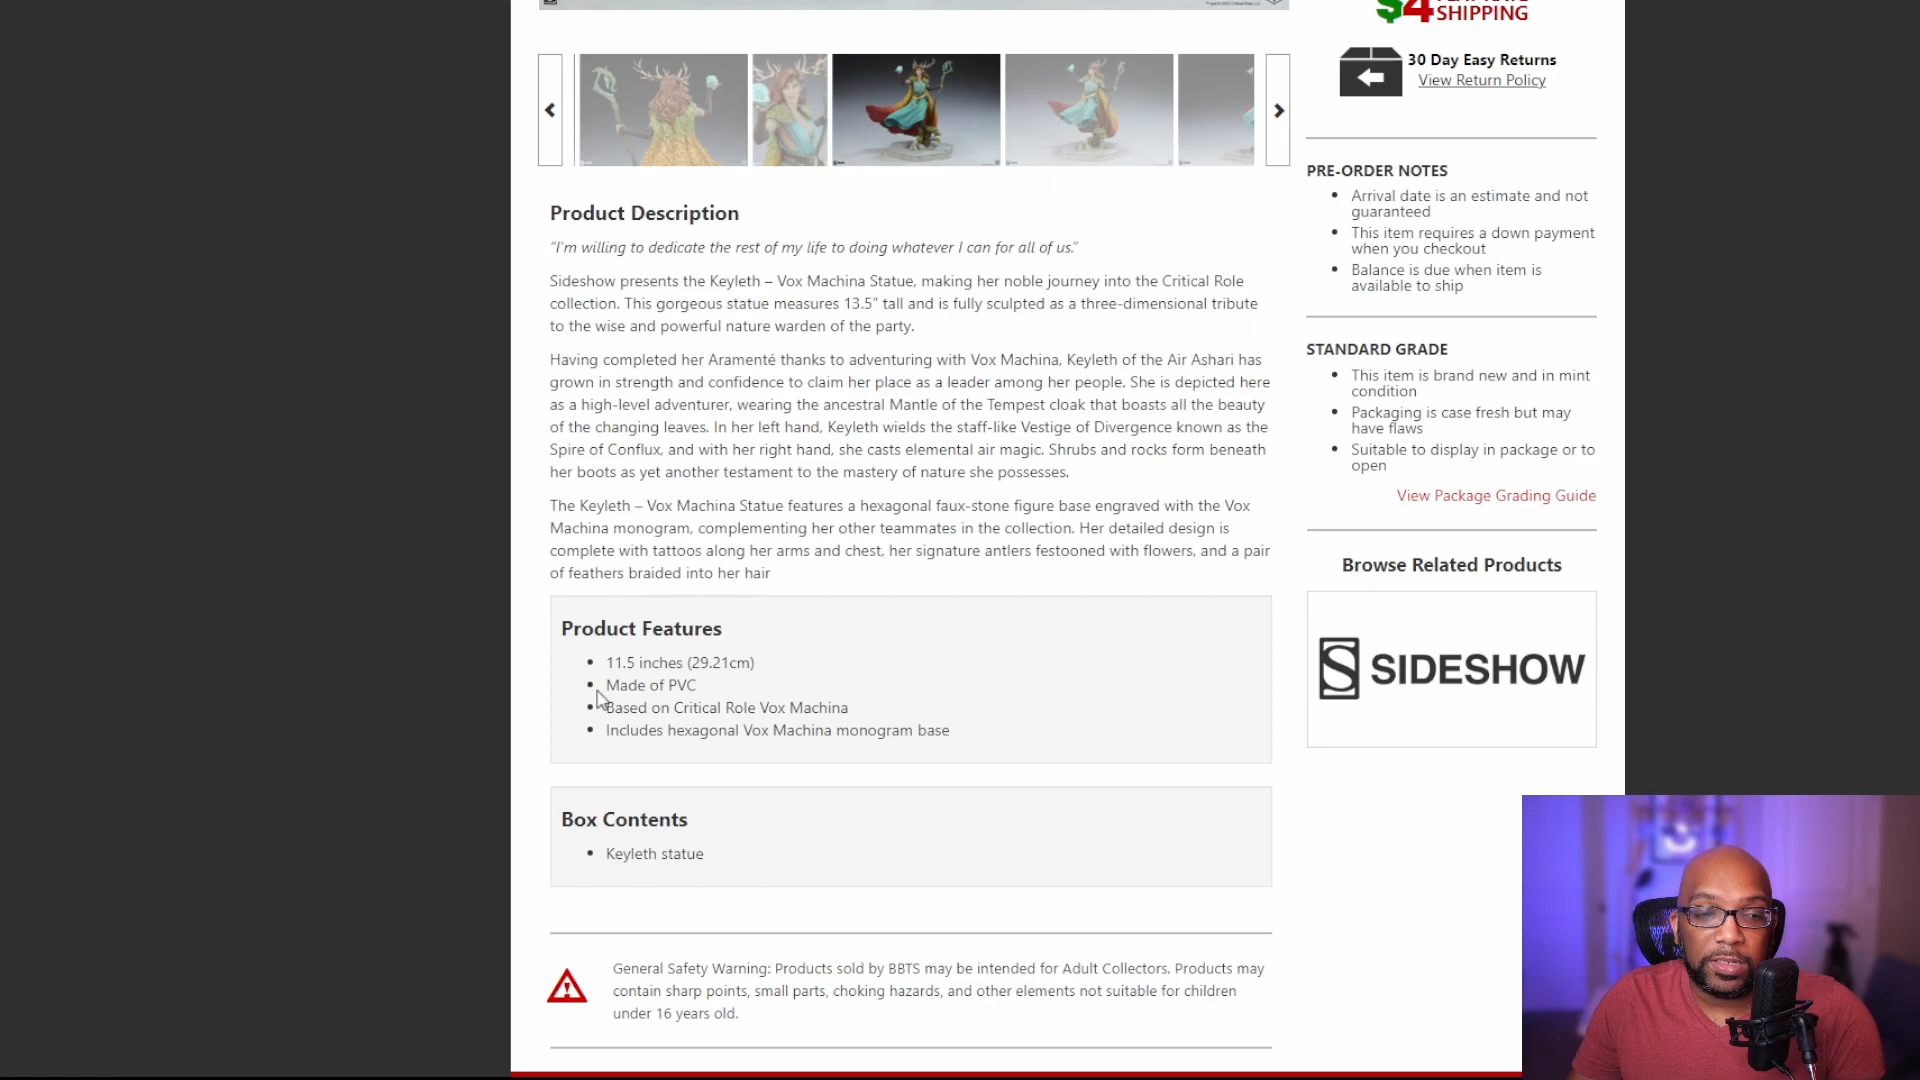 $4
SHIPPING
30 Day Easy Returns
View Return Policy
PRE-ORDER NOTES
Arrival date is an estimate and not
guaranteed
This item requires a down payment
when you checkout
Balance is due when item is
available to ship
STANDARD GRADE
This item is brand new and in mint
condition
Packaging is case fresh but may
have flaws
Suitable to display in package or to
open
View Package Grading Guide
Browse Related Products
SIDESHOW
Product Description
“I’m willing to dedicate the rest of my life to doing whatever I can for all of us.”
Sideshow presents the Keyleth – Vox Machina Statue, making her noble journey into the Critical Role
collection. This gorgeous statue measures 13.5” tall and is fully sculpted as a three-dimensional tribute
to the wise and powerful nature warden of the party.
Having completed her Aramenté thanks to adventuring with Vox Machina, Keyleth of the Air Ashari has
grown in strength and confidence to claim her place as a leader among her people. She is depicted here
as a high-level adventurer, wearing the ancestral Mantle of the Tempest cloak that boasts all the beauty
of the changing leaves. In her left hand, Keyleth wields the staff-like Vestige of Divergence known as the
Spire of Conflux, and with her right hand, she casts elemental air magic. Shrubs and rocks form beneath
her boots as yet another testament to the mastery of nature she possesses.
The Keyleth – Vox Machina Statue features a hexagonal faux-stone figure base engraved with the Vox
Machina monogram, complementing her other teammates in the collection. Her detailed design is
complete with tattoos along her arms and chest, her signature antlers festooned with flowers, and a pair
of feathers braided into her hair
Product Features
11.5 inches (29.21cm)
Made of PVC
Based on Critical Role Vox Machina
Includes hexagonal Vox Machina monogram base
Box Contents
Keyleth statue
General Safety Warning: Products sold by BBTS may be intended for Adult Collectors. Products may
contain sharp points, small parts, choking hazards, and other elements not suitable for children
under 16 years old.